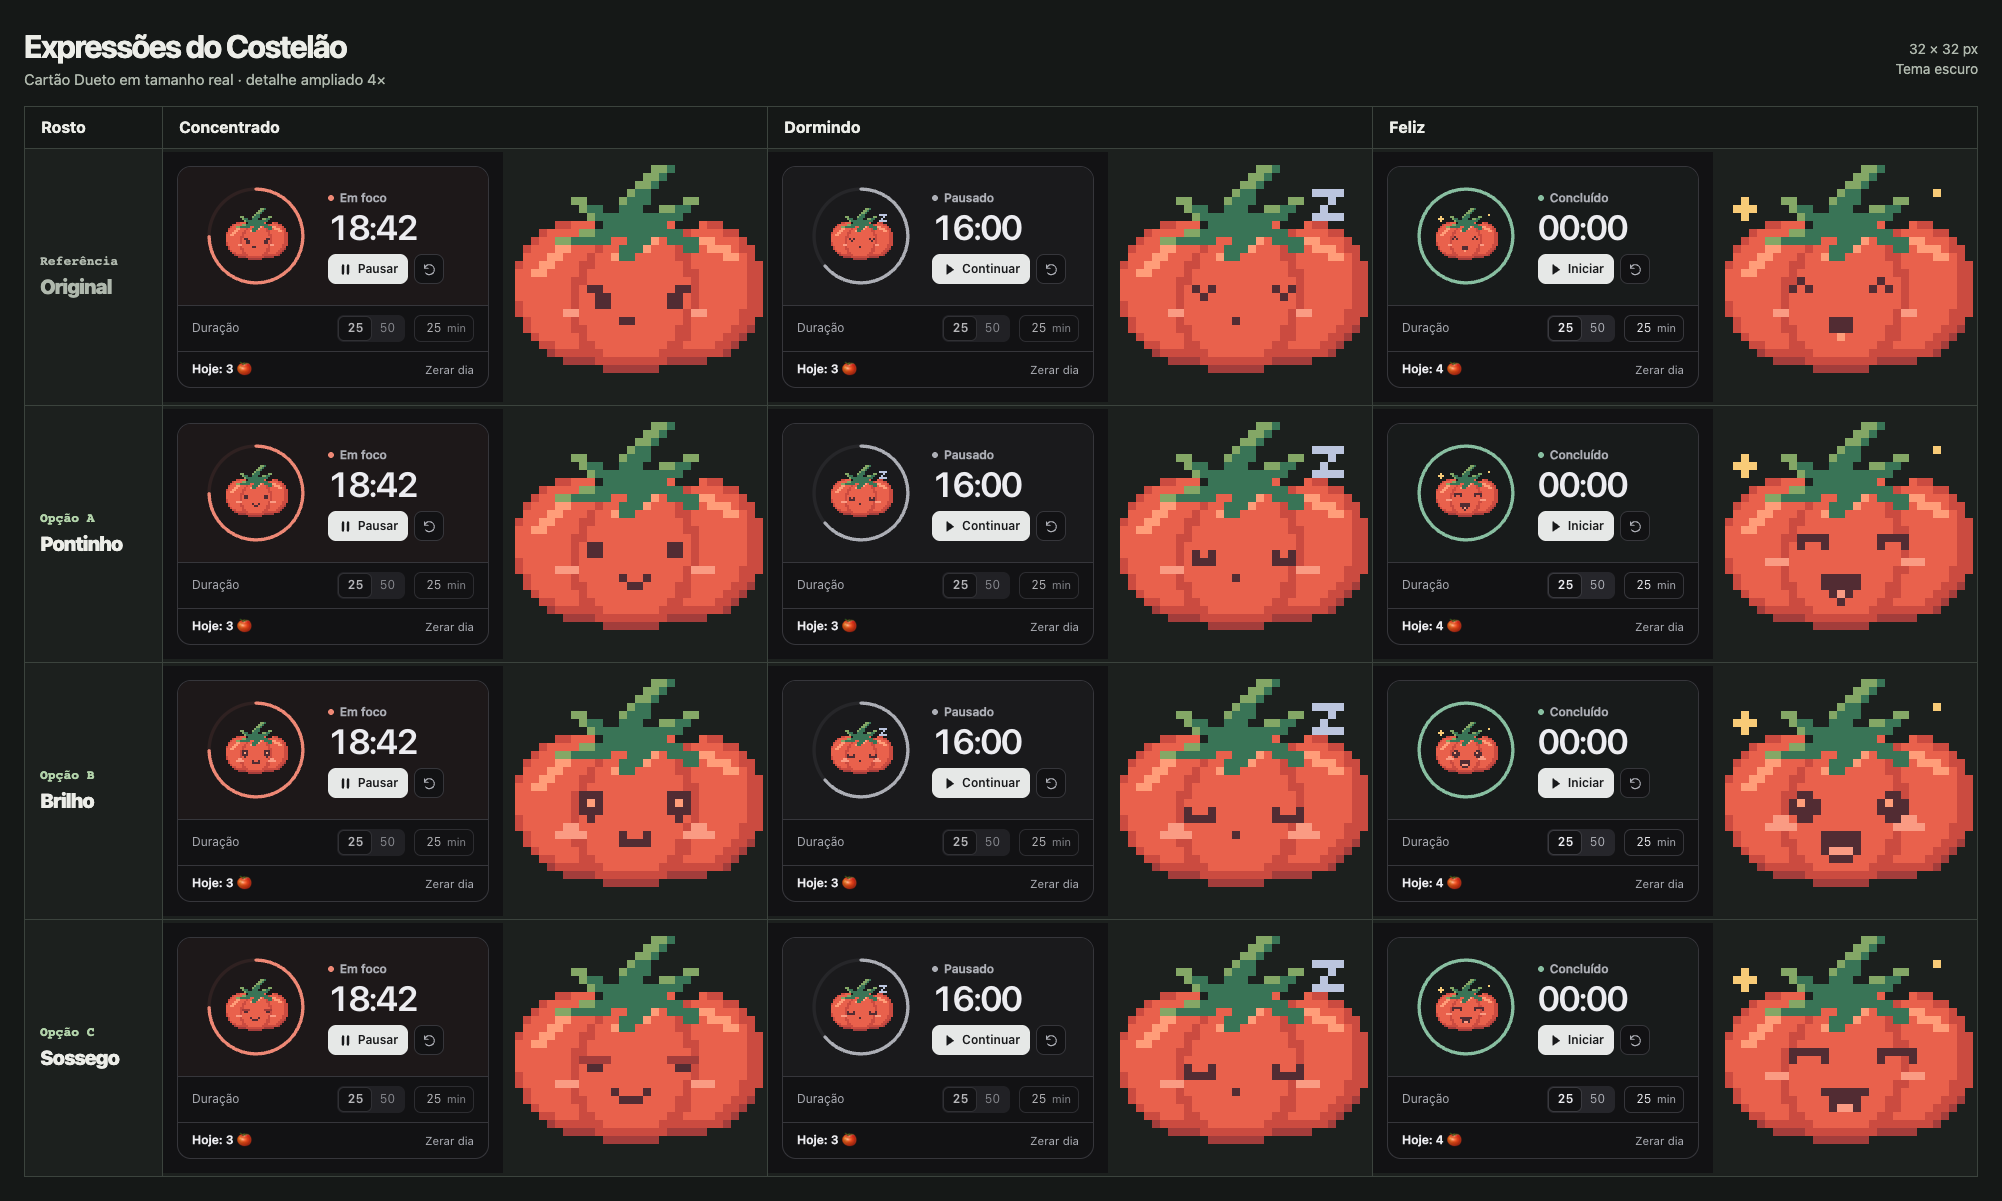 Expressões do Costelão
Cartão Dueto em tamanho real · detalhe ampliado 4×
32 × 32 px
Tema escuro
Rosto
Concentrado
Dormindo
Feliz
Referência
Original
Em foco
18:42
Pausar
Duração
25 50
25 min
Hoje: 3
Zerar dia
Pausado
16:00
Continuar
Duração
25 50
25 min
Hoje: 3
Zerar dia
Concluído
00:00
Iniciar
Duração
25 50
25 min
Hoje: 4
Zerar dia
Opção A
Pontinho
Em foco
18:42
Pausar
Duração
25 50
25 min
Hoje: 3
Zerar dia
Pausado
16:00
Continuar
Duração
25 50
25 min
Hoje: 3
Zerar dia
Concluído
00:00
Iniciar
Duração
25 50
25 min
Hoje: 4
Zerar dia
Opção B
Brilho
Em foco
18:42
Pausar
Duração
25 50
25 min
Hoje: 3
Zerar dia
Pausado
16:00
Continuar
Duração
25 50
25 min
Hoje: 3
Zerar dia
Concluído
00:00
Iniciar
Duração
25 50
25 min
Hoje: 4
Zerar dia
Opção C
Sossego
Em foco
18:42
Pausar
Duração
25 50
25 min
Hoje: 3
Zerar dia
Pausado
16:00
Continuar
Duração
25 50
25 min
Hoje: 3
Zerar dia
Concluído
00:00
Iniciar
Duração
25 50
25 min
Hoje: 4
Zerar dia